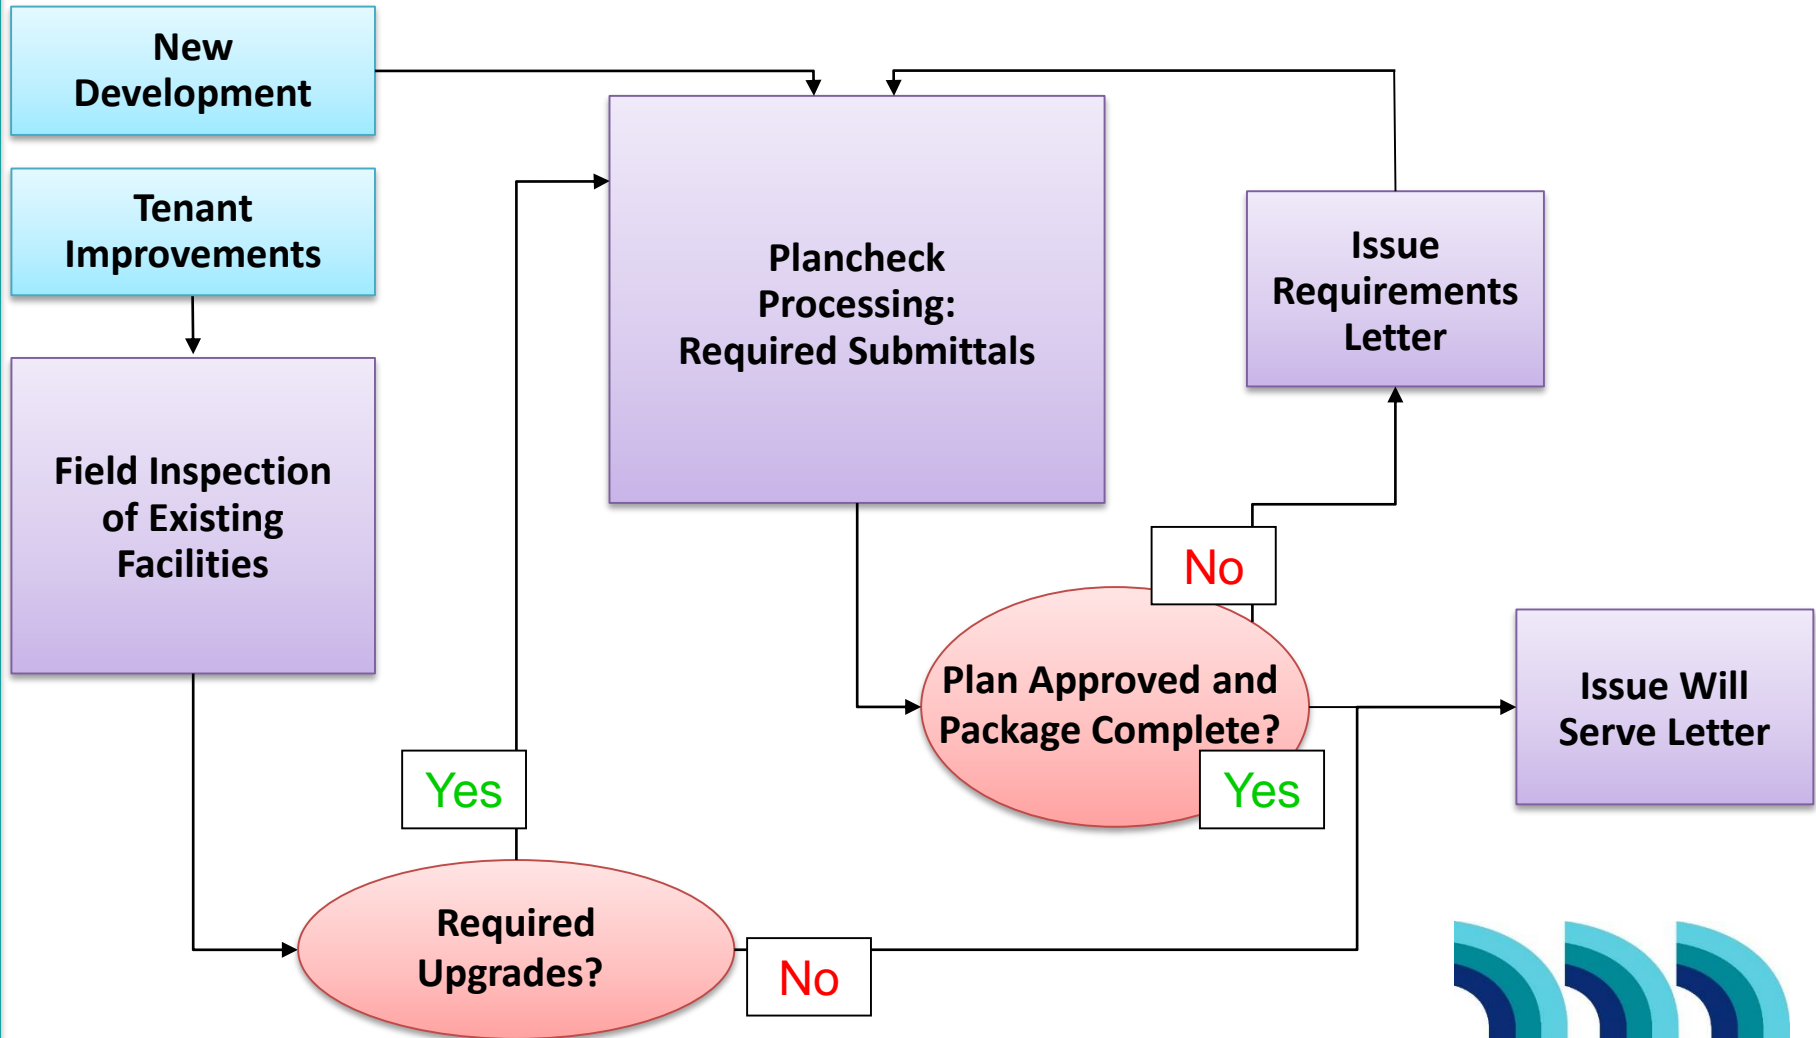 New
Development
Tenant
Improvements
Field Inspection
of Existing
Facilities
Required
Upgrades?
Yes
No
Plancheck
Processing:
Required Submittals
Plan Approved and
Package Complete?
No
Yes
Issue
Requirements
Letter
Issue Will
Serve Letter